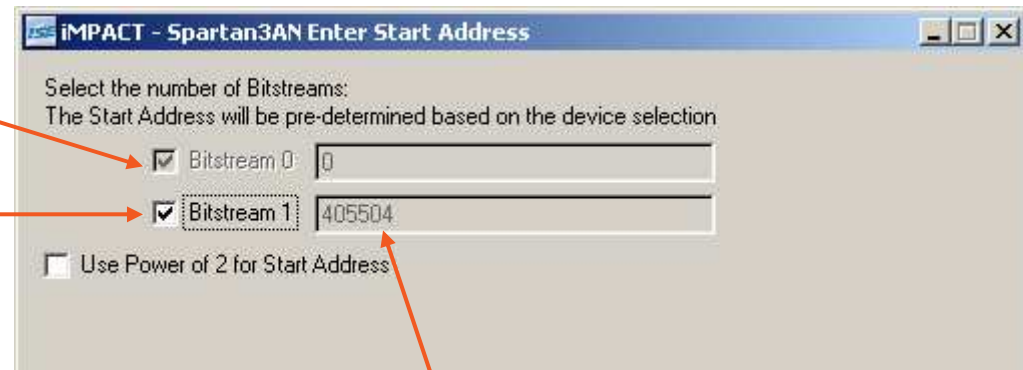 iMPACT - Spartan3AN Enter Start Address
Select the number of Bitstreams:
The Start Address will be pre-determined based on the device selection
Bitstream 0 0
Bitstream 1 405504
Use Power of 2 for Start Address